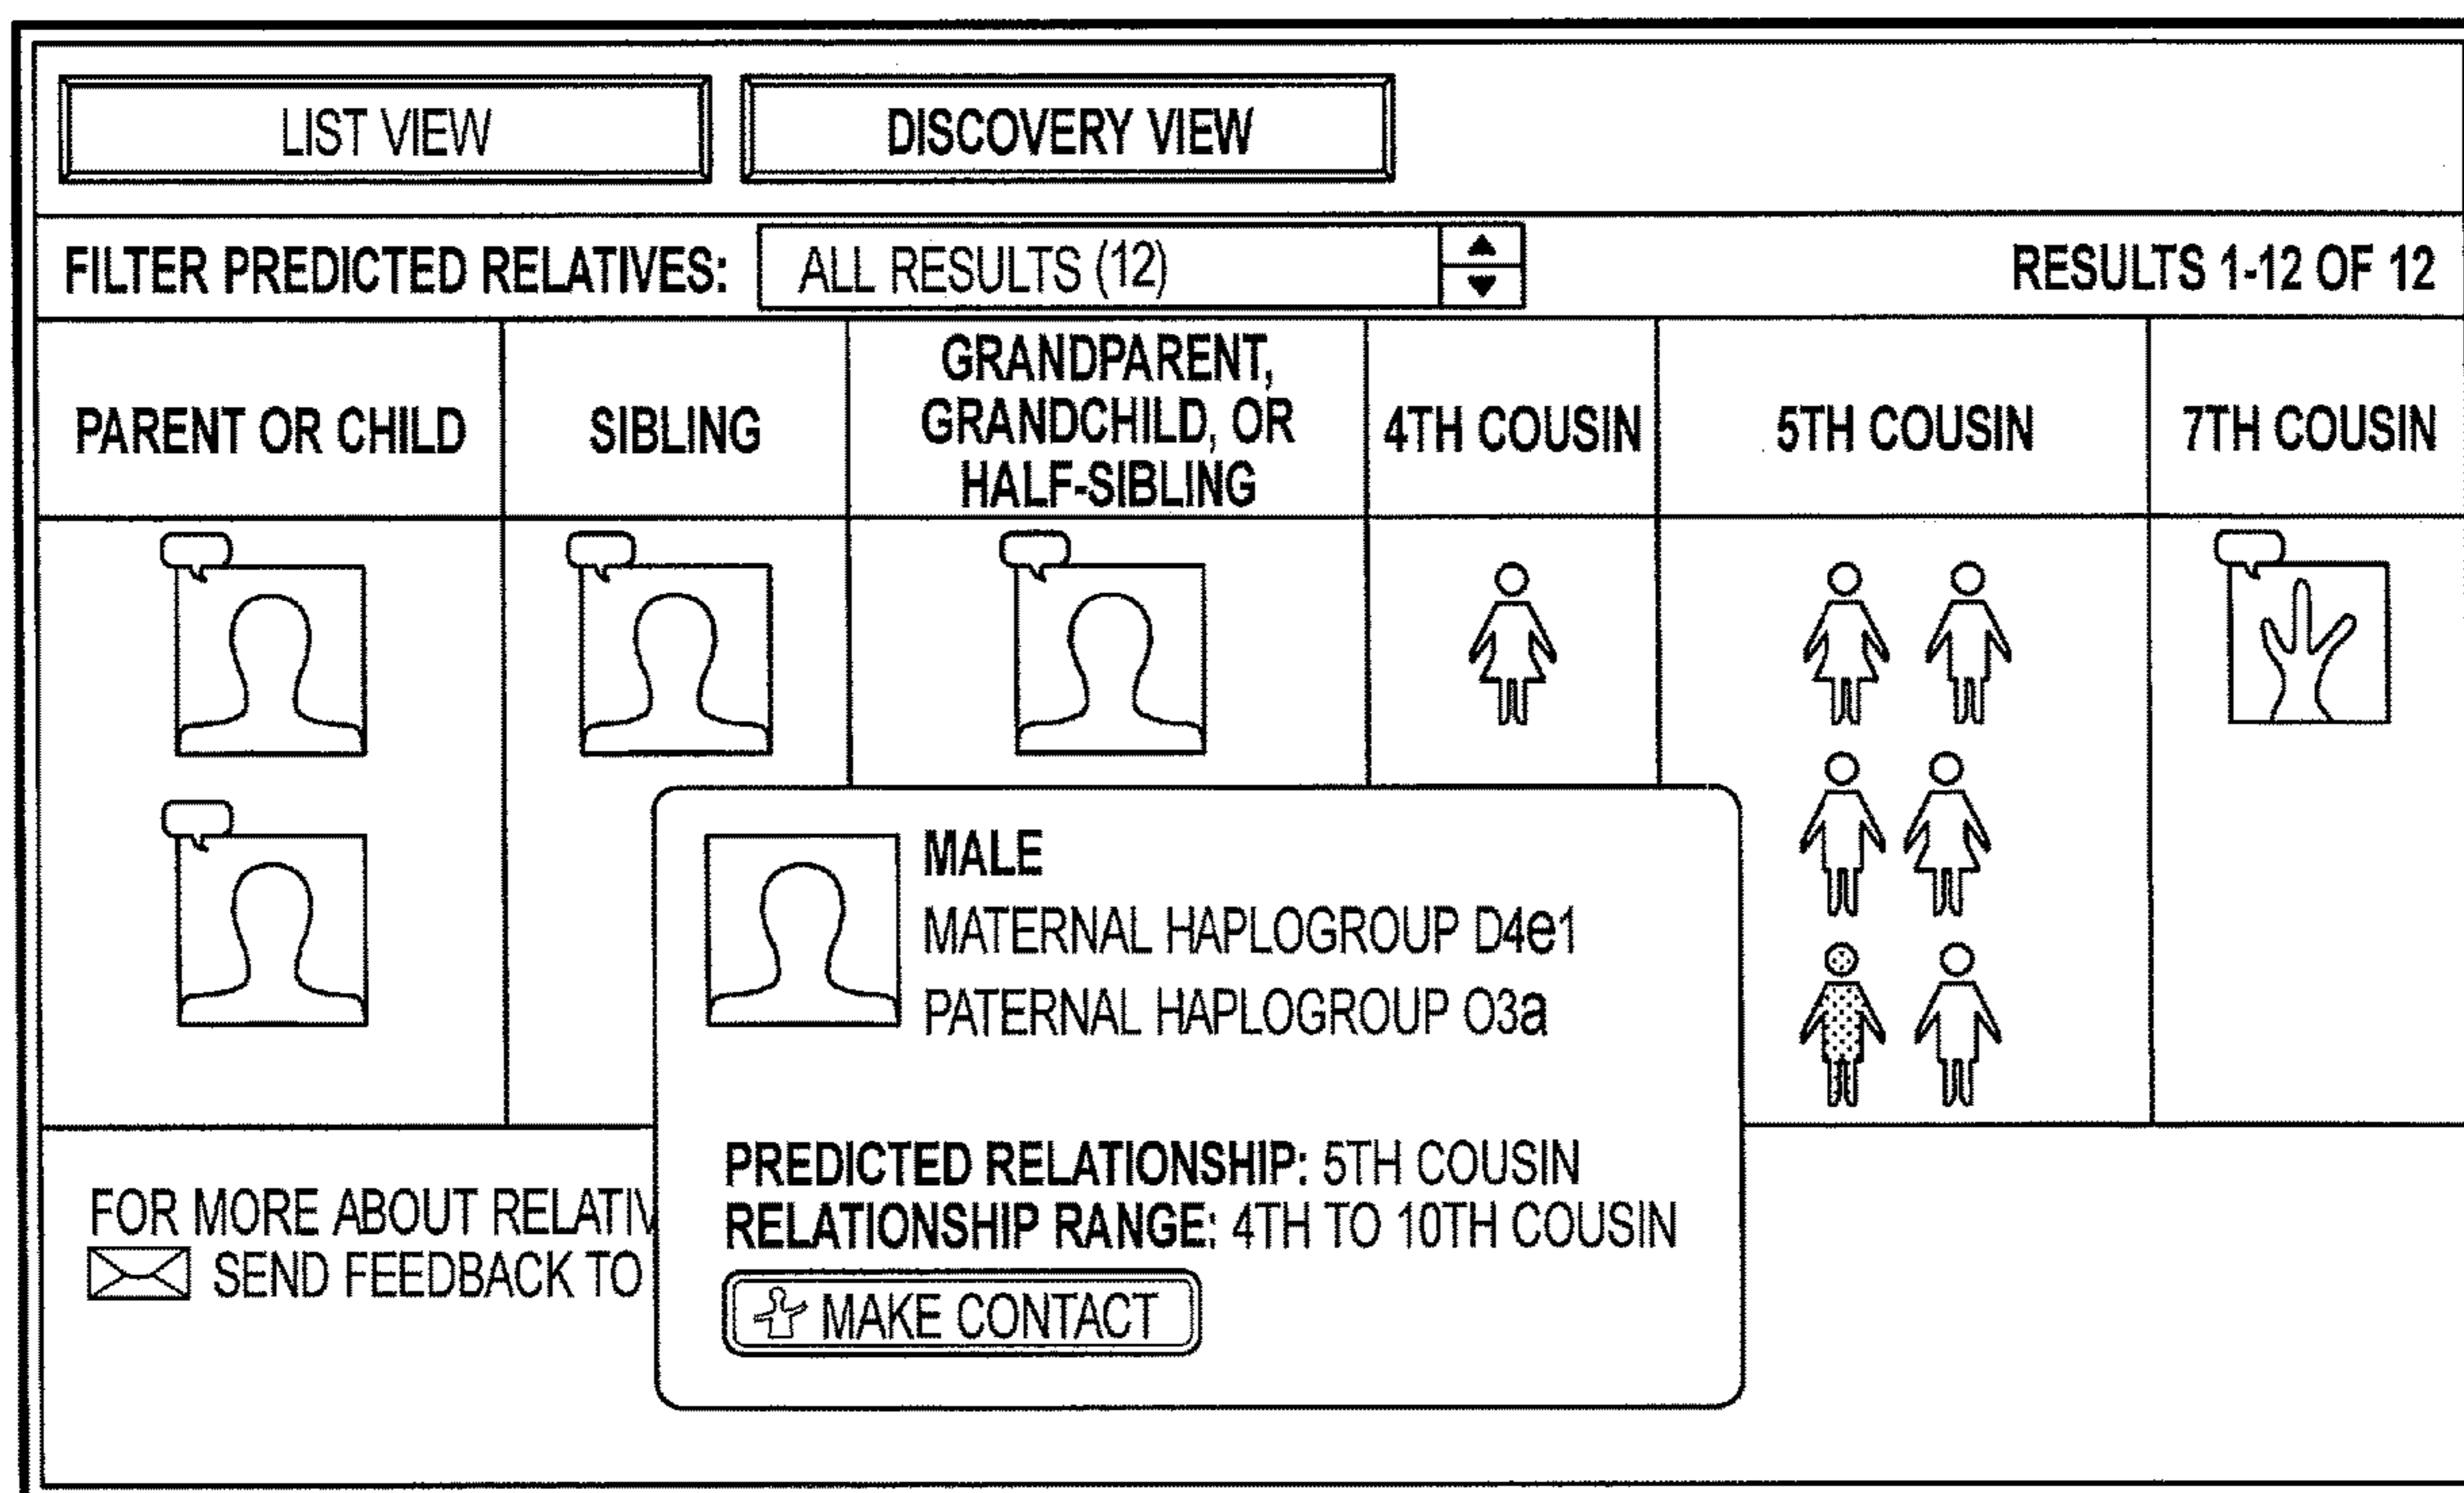 LIST VIEW
DISCOVERY VIEW
FILTER PREDICTED RELATIVES:
ALL RESULTS (12)
RESULTS 1-12 OF 12
PARENT OR CHILD
SIBLING
GRANDPARENT,
GRANDCHILD, OR
HALF-SIBLING
4TH COUSIN
5TH COUSIN
7TH COUSIN
MALE
MATERNAL HAPLOGROUP D4e1
PATERNAL HAPLOGROUP O3a
PREDICTED RELATIONSHIP: 5TH COUSIN
RELATIONSHIP RANGE: 4TH TO 10TH COUSIN
MAKE CONTACT
FOR MORE ABOUT RELATIV
SEND FEEDBACK TO